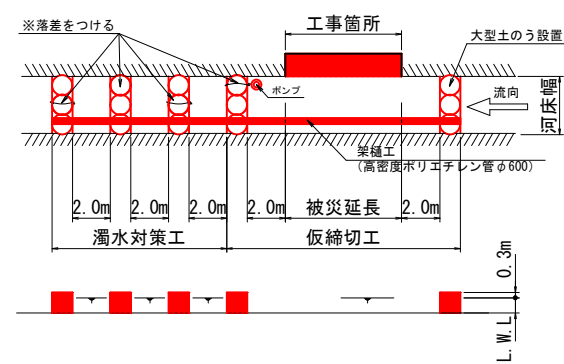 ※落差をつける
工事箇所
大型土のう設置
ポンプ
流向
河床幅
架樋工
(高密度ポリエチレン管φ600)
2.0m
2.0m
2.0m
2.0m
被災延長
2.0m
濁水対策工
仮締切工
0.3m
L.W.L